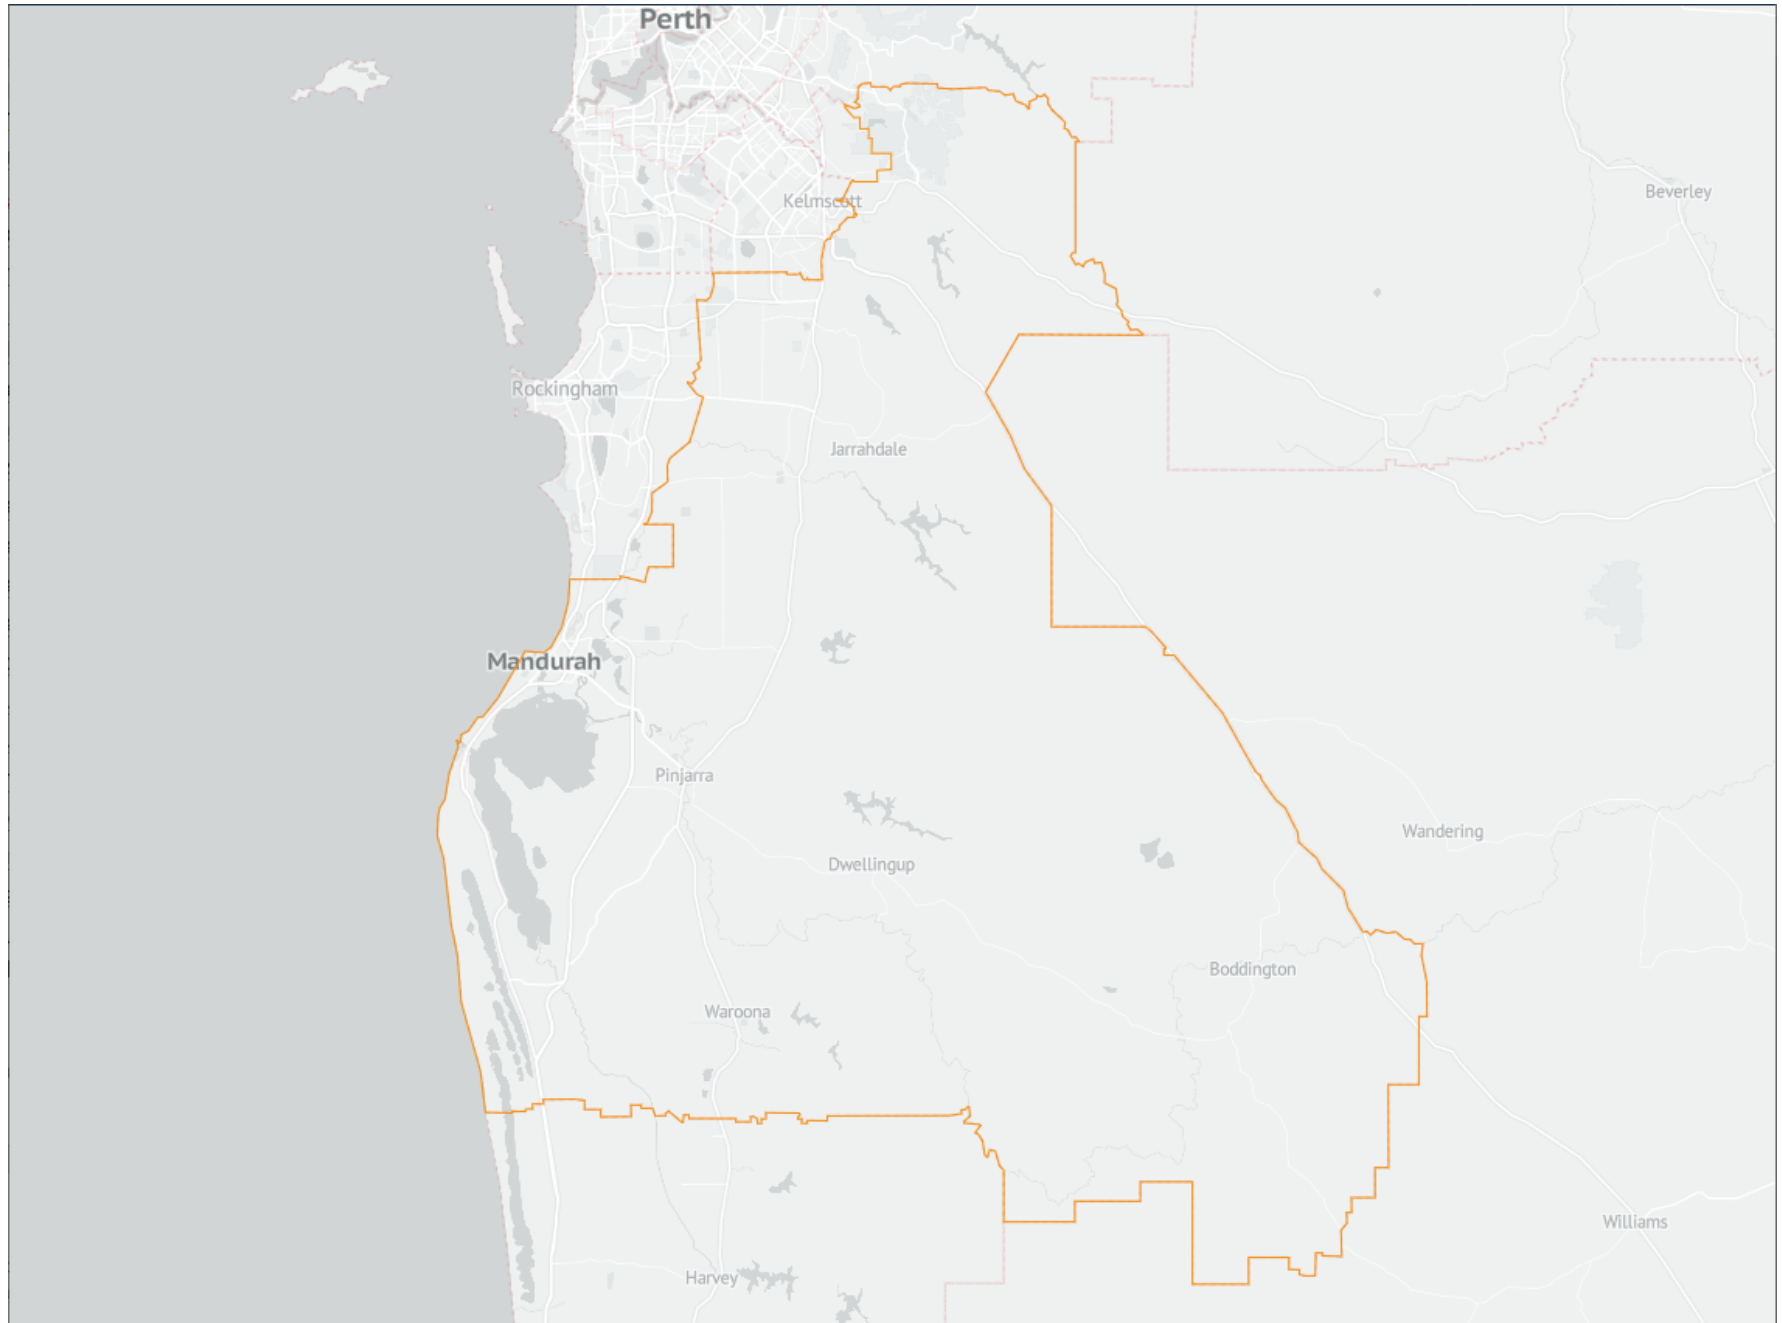 Perth
Beverley
Kelmscott
Rockingham
Jarrahdale
Mandurah
Pinjarra
Wandering
Dwellingup
Boddington
Waroona
Williams
Harvey